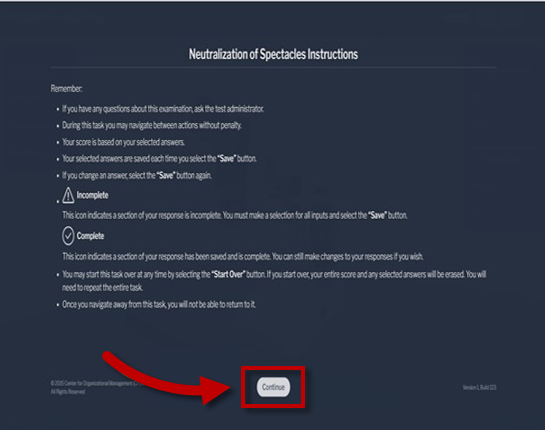 Neutralization of Spectacles Instructions
Remember:
• If you have any questions about this examination, ask the test administrator.
• During this task you may navigate between actions without penalty.
• Your score is based on your selected answers.
• Your selected answers are saved each time you select the "Save" button.
• If you change an answer, select the "Save" button again.
• Incomplete
This icon indicates a section of your response is incomplete. You must make a selection for all inputs and select the "Save" button.
Complete
This icon indicates a section of your response has been saved and is complete. You can still make changes to your responses if you wish.
• You may start this task over at any time by selecting the "Start Over" button. If you start over, your entire score and any selected answers will be erased. You will
need to repeat the entire task.
• Once you navigate away from this task, you will not be able to return to it.
Center for Organizational Management
All Rights Reserved
Continue
Version 1, Build